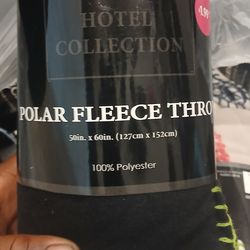 HOTEL
COLLECTION
POLAR FLEECE THRO
50in. x 60in. (127cm x 152cm)
100% Polyester